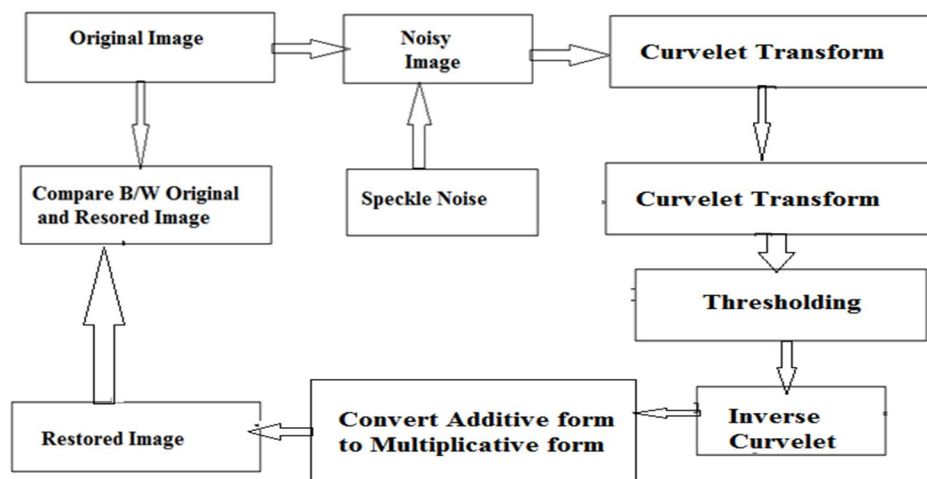 Original Image
Noisy
Image
Curvelet Transform
Compare B/W Original
and Resored Image
Speckle Noise
Curvelet Transform
Thresholding
Inverse
Curvelet
Convert Additive form
to Multiplicative form
Restored Image